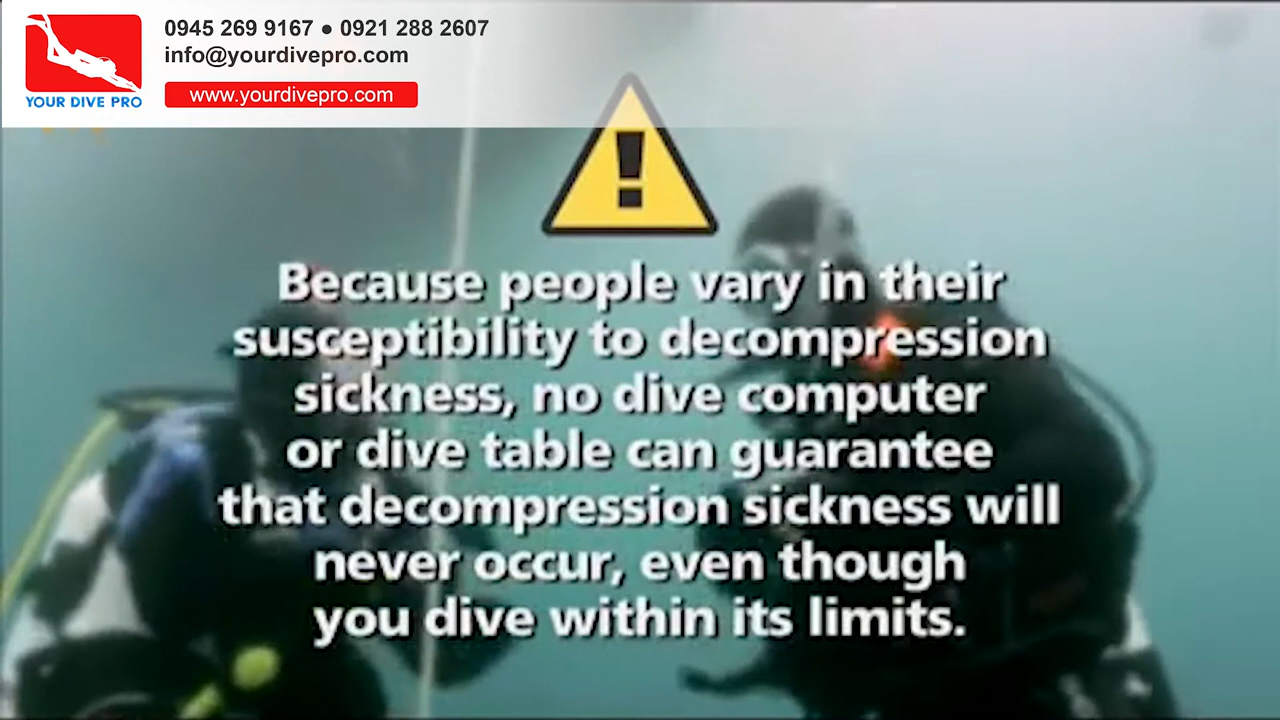 YOUR DIVE PRO
0945 269 9167 ● 0921 288 2607
info@yourdivepro.com
www.yourdivepro.com
!
Because people vary in their
susceptibility to decompression
sickness, no dive computer
or dive table can guarantee
that decompression sickness will
never occur, even though
you dive within its limits.